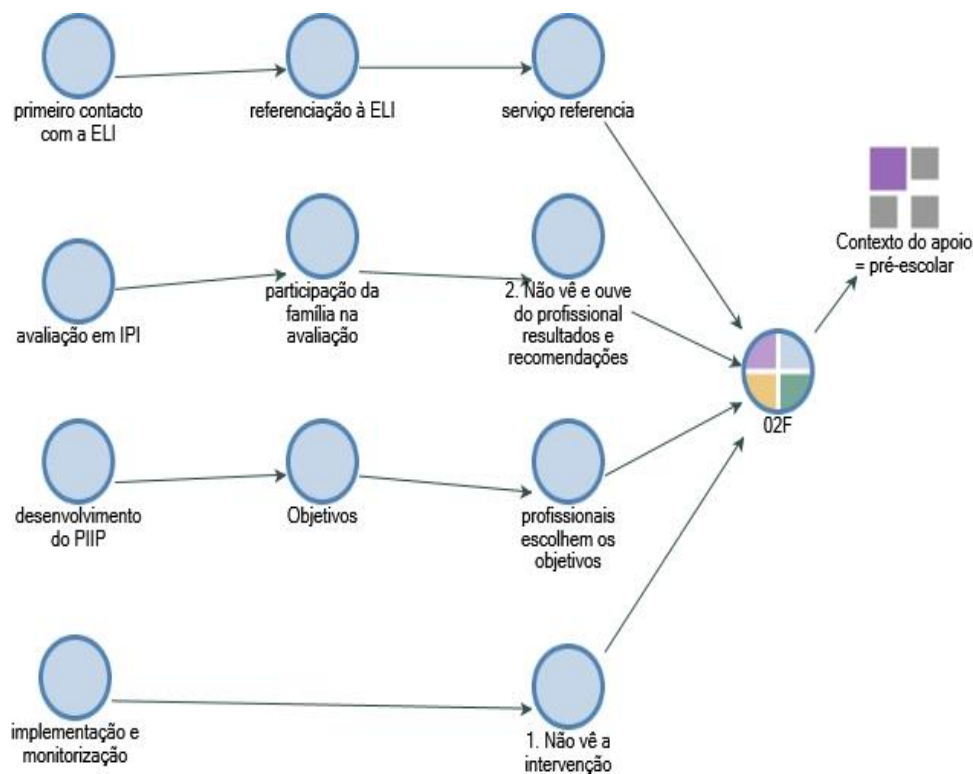 primeiro contacto
com a ELI
referenciação à ELI
serviço referencia
Contexto do apoio
= pré-escolar
avaliação em IPI
participação da
família na
avaliação
2. Não vê e ouve
do profissional
resultados e
recomendações
02F
desenvolvimento
do PIIP
Objetivos
profissionais
escolhem os
objetivos
implementação e
monitorização
1. Não vê a
intervenção